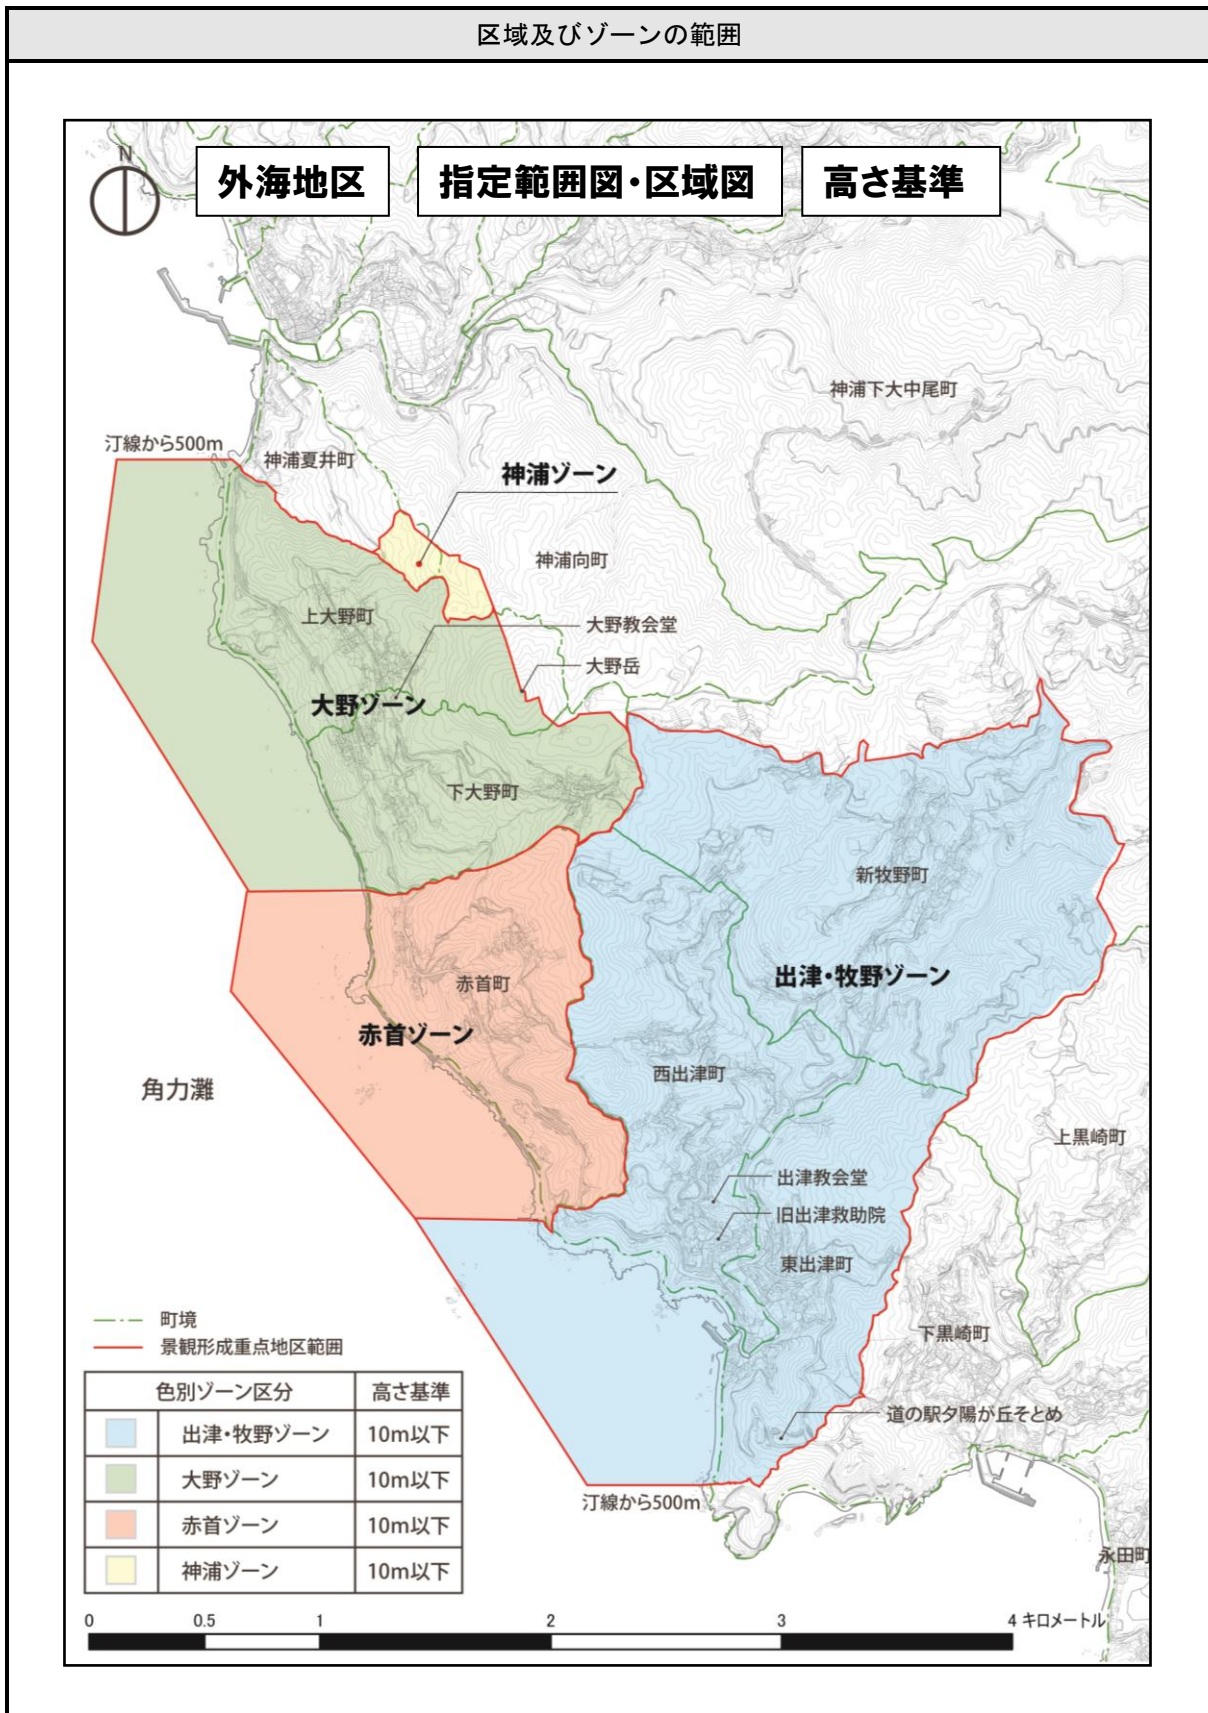 区域及びゾーンの範囲
外海地区 指定範囲図・区域図 高さ基準
N
神浦下大中尾町
汀線から500m
神浦夏井町
神浦ゾーン
神浦向町
上大野町
大野教会堂
大野岳
大野ゾーン
下大野町
新牧野町
出津・牧野ゾーン
赤首町
赤首ゾーン
西出津町
角力灘
上黒崎町
出津教会堂
旧出津救助院
東出津町
下黒崎町
町境
景観形成重点地区範囲
色別ゾーン区分 高さ基準
出津・牧野ゾーン 10m以下
大野ゾーン 10m以下
赤首ゾーン 10m以下
神浦ゾーン 10m以下
道の駅夕陽が丘そとめ
汀線から500m
永田町
0 0.5 1 2 3 4 キロメートル